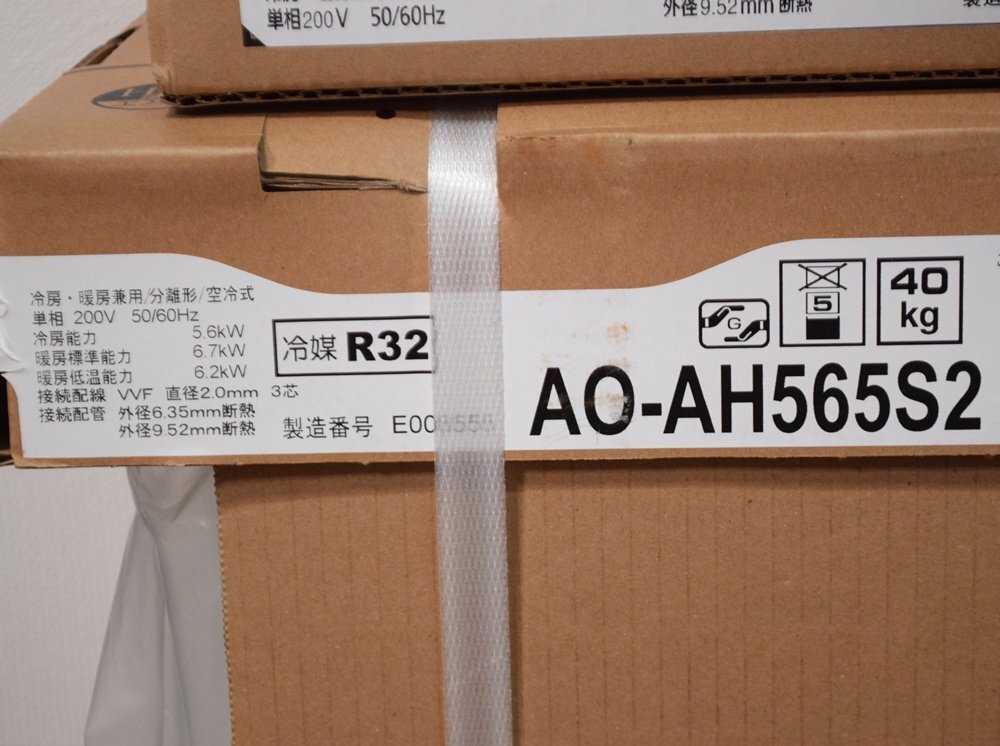 単相200V 50/60Hz
外径9.52mm断熱
冷房・暖房兼用/分離形/空冷式
単相 200V 50/60Hz
冷房能力 5.6kW
暖房標準能力 6.7kW
暖房低温能力 6.2kW
接続配線 VVF 直径2.0mm 3芯
接続配管 外径6.35mm断熱
外径9.52mm断熱
冷媒 R32
製造番号 E00
G
5
40
kg
AO-AH565S2